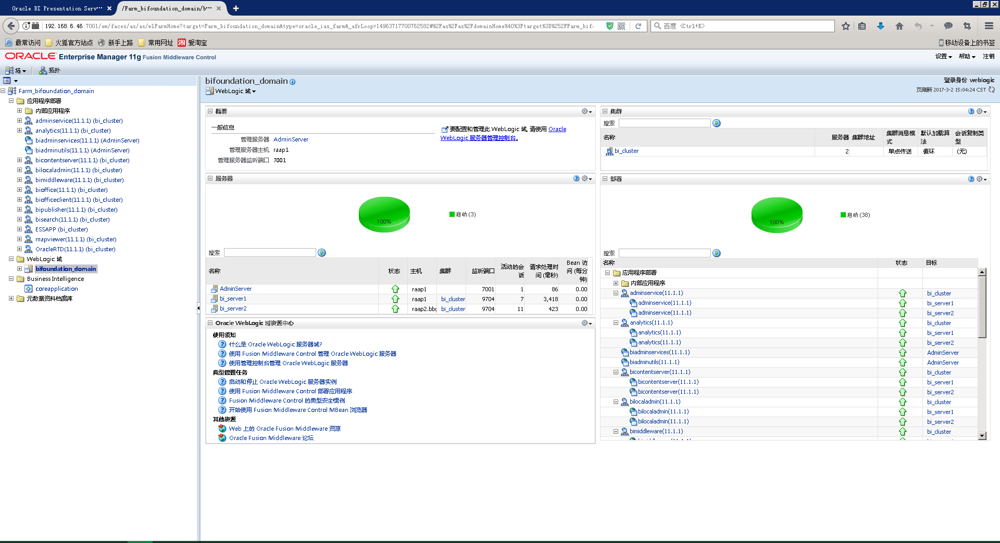 Oracle BI Presentation Serv···
/Farm_bifoundation_domain/b···
192.168.6.46:7001/em/faces/as/as/wlFarmHome?target=Farm_bifoundation_domain&type=oracle_ias_farm&_afrLoop=14963717700762582#%2Fas%2Fas%2FdomainHome%40%3Ftarget%3D%252FFarm_bif
百度 <Ctrl+K>
最常访问 火狐官方站点 新手上路 常用网址 爱淘宝
移动设备上的书签
ORACLE Enterprise Manager 11g Fusion Middleware Control
设置 帮助 注销
场 拓扑
Farm_bifoundation_domain
应用程序部署
内部应用程序
adminservice(11.1.1) (bi_cluster)
analytics(11.1.1) (bi_cluster)
biadminservices(11.1.1) (AdminServer)
biadminutils(11.1.1) (AdminServer)
bicontentserver(11.1.1) (bi_cluster)
bilocaladmin(11.1.1) (bi_cluster)
bimiddleware(11.1.1) (bi_cluster)
bioffice(11.1.1) (bi_cluster)
biofficeclient(11.1.1) (bi_cluster)
bipublisher(11.1.1) (bi_cluster)
bisearch(11.1.1) (bi_cluster)
ESSAPP (bi_cluster)
mapviewer(11.1.1) (bi_cluster)
OracleRTD(11.1.1) (bi_cluster)
WebLogic 域
bifoundation_domain
Business Intelligence
coreapplication
元数据资料档案库
bifoundation_domain
WebLogic 域
登录身份 weblogic
页刷新 2017-3-2 15:04:24 CST
概要
一般信息
管理服务器 AdminServer
管理服务器主机 raap1
管理服务器监听端口 7001
要配置和管理此 WebLogic 域, 请使用 Oracle
WebLogic 服务器管理控制台。
服务器
100%
启动 (3)
搜索
名称 状态 主机 集群 监听端口 活动的会话 请求处理时间 (毫秒) Bean 访问 (每分钟)
AdminServer raap1 7001 1 86 0.00
bi_server1 raap1 bi_cluster 9704 7 3,418 0.00
bi_server2 raap2.bbg bi_cluster 9704 11 423 0.00
Oracle WebLogic 域资源中心
使用须知
什么是 Oracle WebLogic 服务器域?
使用 Fusion Middleware Control 管理 Oracle WebLogic 服务器
使用管理控制台管理 Oracle WebLogic 服务器
典型管理任务
启动和停止 Oracle WebLogic 服务器实例
使用 Fusion Middleware Control 部署应用程序
Fusion Middleware Control 的典型安全惯例
开始使用 Fusion Middleware Control MBean 浏览器
其他资源
Web 上的 Oracle Fusion Middleware 资源
Oracle Fusion Middleware 论坛
集群
搜索
名称 服务器 集群地址 集群消息模式 默认加载算法 会话复制类型
bi_cluster 2 单点传送 循环 (无)
部署
100%
启动 (38)
搜索
名称 状态 目标
应用程序部署
内部应用程序
adminservice(11.1.1) bi_cluster
adminservice(11.1.1) bi_server1
adminservice(11.1.1) bi_server2
analytics(11.1.1) bi_cluster
analytics(11.1.1) bi_server1
analytics(11.1.1) bi_server2
biadminservices(11.1.1) AdminServer
biadminutils(11.1.1) AdminServer
bicontentserver(11.1.1) bi_cluster
bicontentserver(11.1.1) bi_server1
bicontentserver(11.1.1) bi_server2
bilocaladmin(11.1.1) bi_cluster
bilocaladmin(11.1.1) bi_server1
bilocaladmin(11.1.1) bi_server2
bimiddleware(11.1.1) bi_cluster